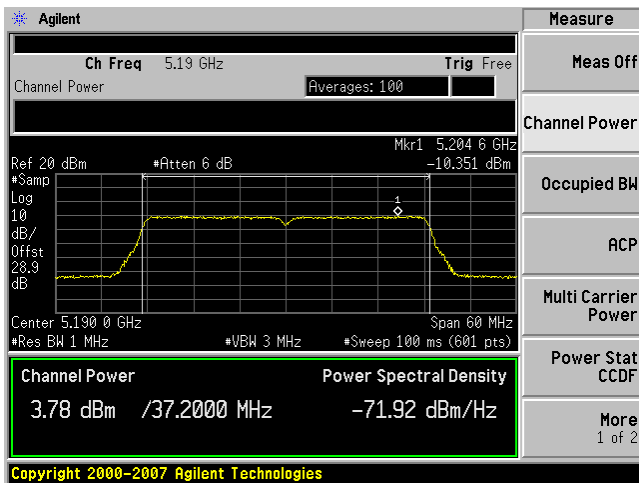 Agilent
Measure
Ch Freq 5.19 GHz Trig Free
Channel Power Averages: 100
Mkr1 5.204 6 GHz
Ref 20 dBm #Atten 6 dB -10.351 dBm
#Samp
Log
10
dB/
Offst
28.9
dB
1
Center 5.190 0 GHz Span 60 MHz
#Res BW 1 MHz #VBW 3 MHz #Sweep 100 ms (601 pts)
Channel Power Power Spectral Density
3.78 dBm /37.2000 MHz -71.92 dBm/Hz
Copyright 2000-2007 Agilent Technologies
Meas Off
Channel Power
Occupied BW
ACP
Multi Carrier
Power
Power Stat
CCDF
More
1 of 2